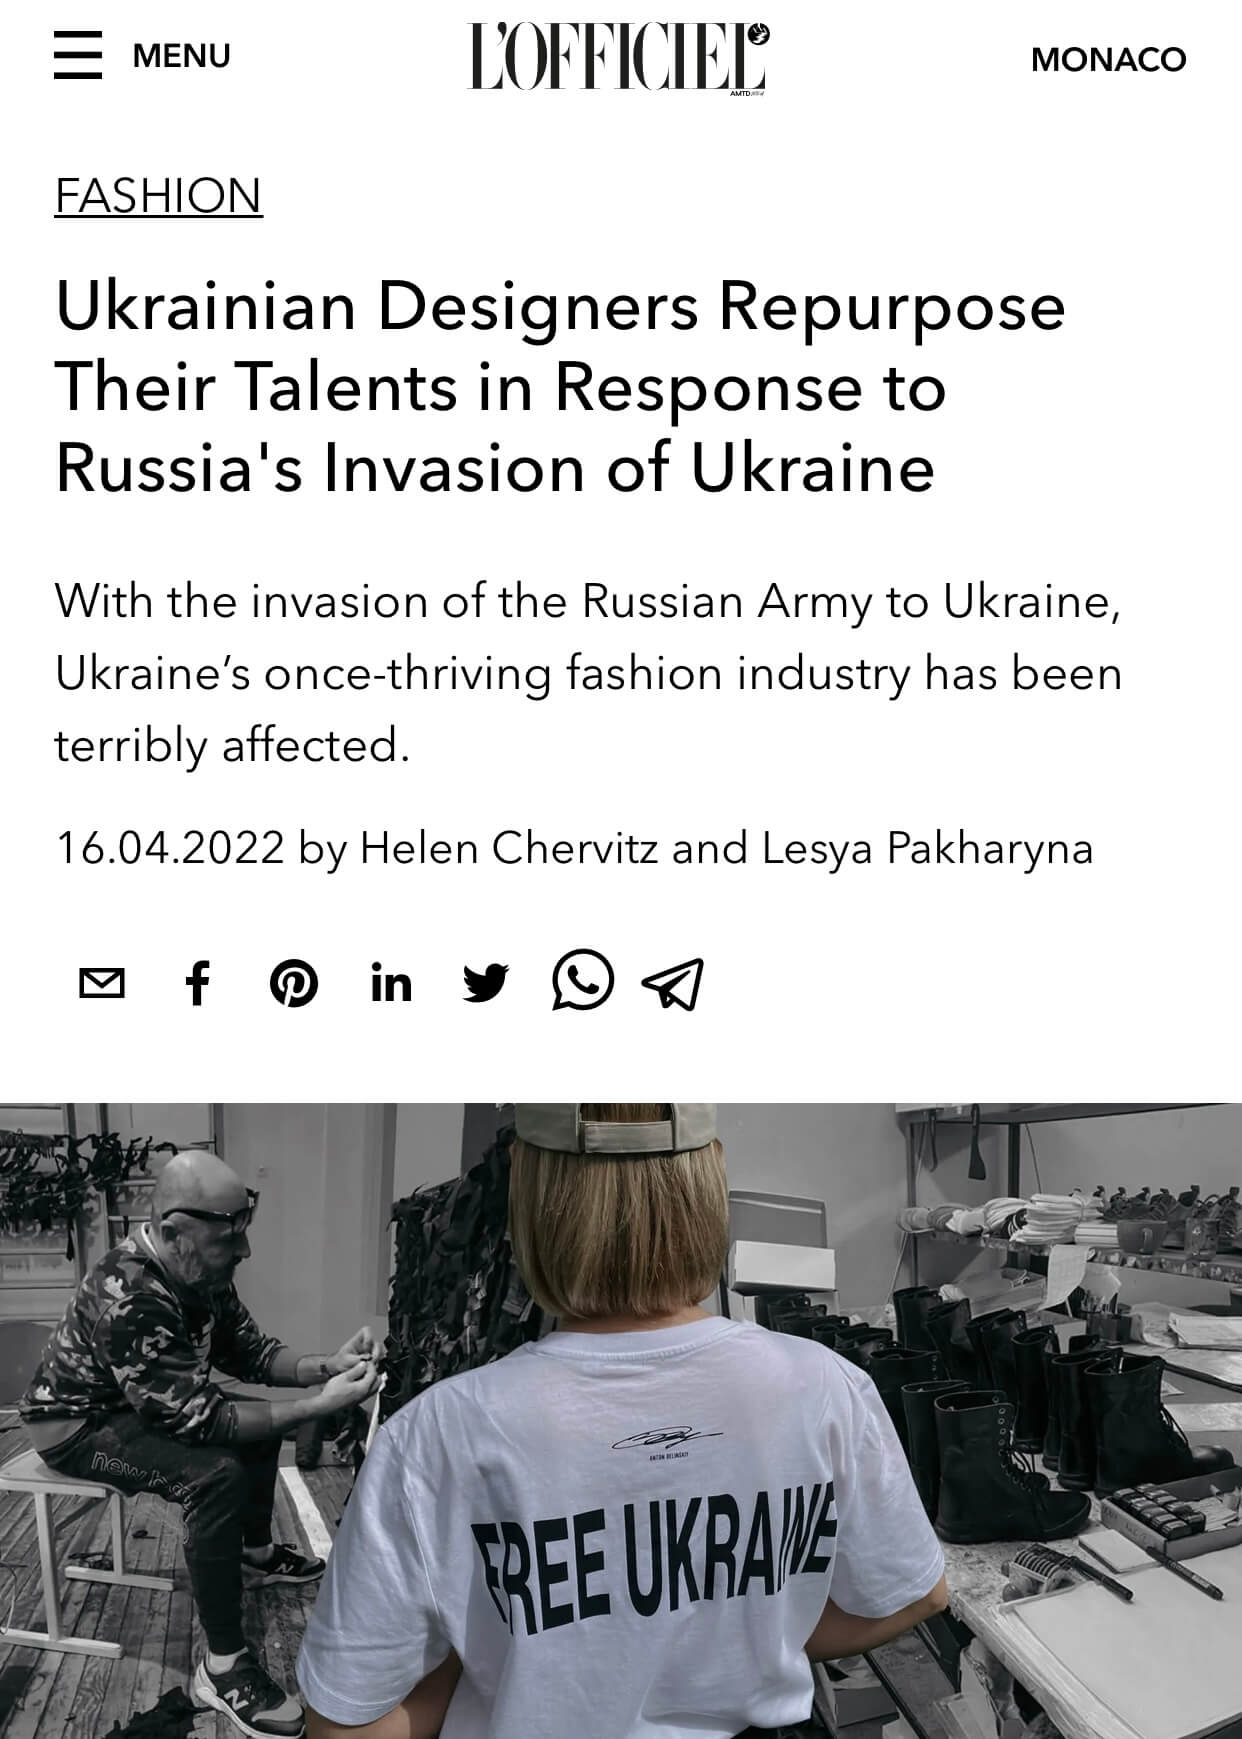 MENU
L'OFFICIEL
AMTD
MONACO
FASHION
Ukrainian Designers Repurpose
Their Talents in Response to
Russia's Invasion of Ukraine
With the invasion of the Russian Army to Ukraine,
Ukraine’s once-thriving fashion industry has been
terribly affected.
16.04.2022 by Helen Chervitz and Lesya Pakharyna
ANTON BELINSKIY
FREE UKRAINE
new
N